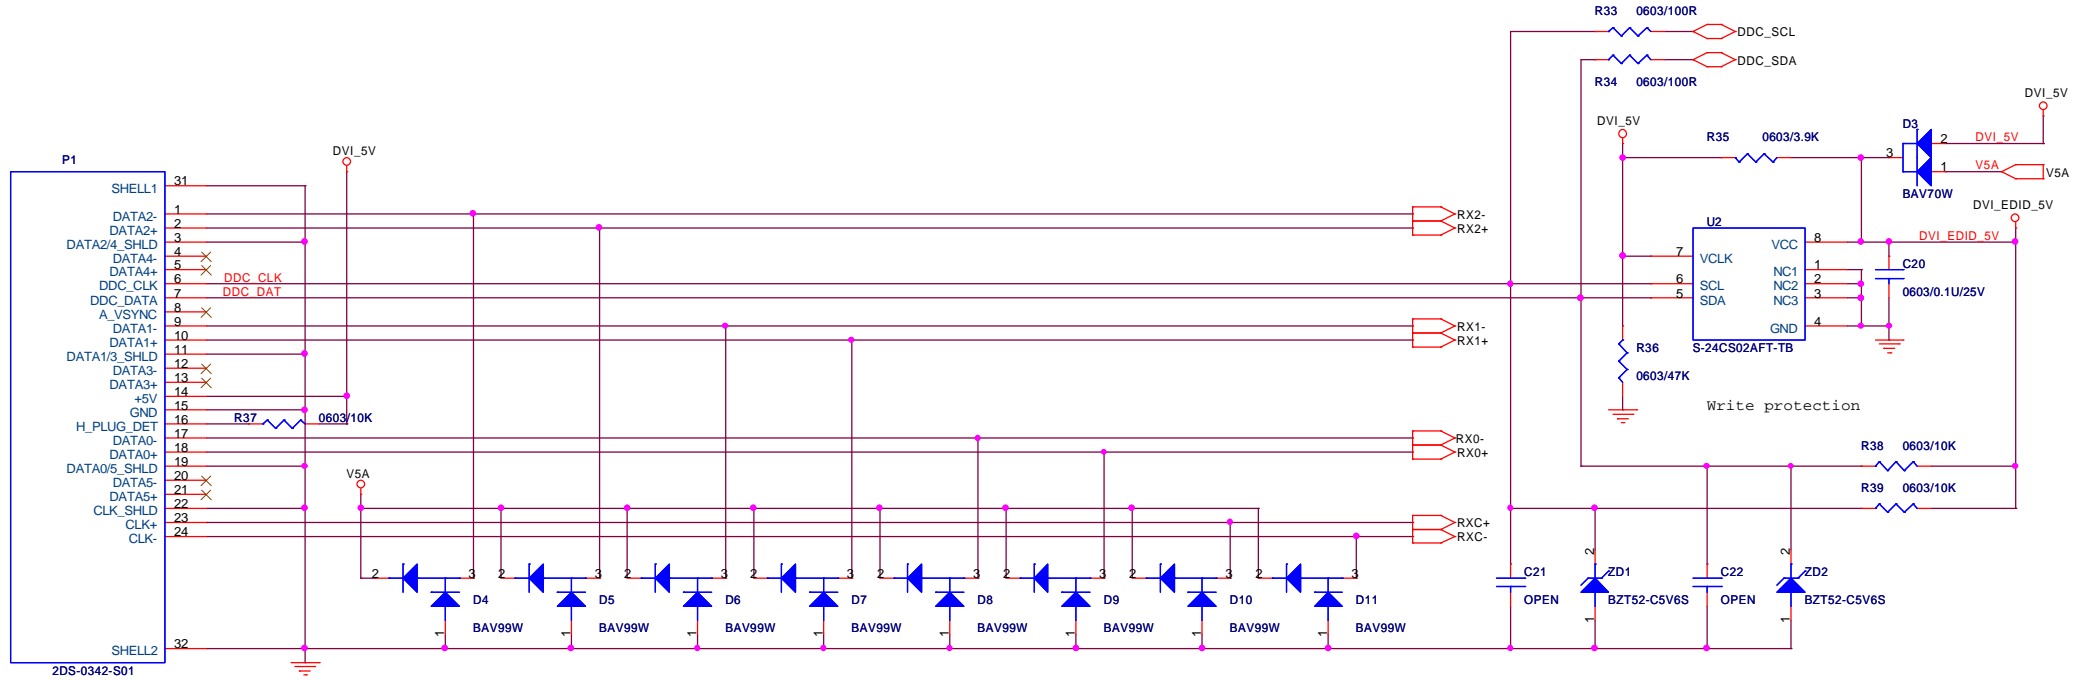 R33 0603/100R
DDC_SCL
DDC_SDA
R34 0603/100R
DVI_5V
DVI_5V
D3
R35 0603/3.9K
2 DVI_5V
3
1 V5A
V5A
BAV70W
DVI_EDID_5V
P1
DVI_5V
SHELL1 31
DATA2- 1
RX2-
DATA2+ 2
RX2+
DATA2/4_SHLD 3
DATA4- 4
DATA4+ 5
DDC_CLK 6 DDC_CLK
DDC_DATA 7 DDC_DAT
A_VSYNC 8
DATA1- 9
RX1-
DATA1+ 10
RX1+
DATA1/3_SHLD 11
DATA3- 12
DATA3+ 13
+5V 14
GND 15
H_PLUG_DET 16
R37 0603/10K
DATA0- 17
RX0-
DATA0+ 18
RX0+
DATA0/5_SHLD 19
DATA5- 20
DATA5+ 21
CLK_SHLD 22
CLK+ 23
RXC+
CLK- 24
RXC-
SHELL2 32
2DS-0342-S01
U2
VCC 8 DVI_EDID_5V
7 VCLK
NC1 1
6 SCL
NC2 2
5 SDA
NC3 3
GND 4
S-24CS02AFT-TB
C20
0603/0.1U/25V
R36
0603/47K
Write protection
R38 0603/10K
R39 0603/10K
V5A
2 3
D4
BAV99W
1
2 3
D5
BAV99W
1
2 3
D6
BAV99W
1
2 3
D7
BAV99W
1
2 3
D8
BAV99W
1
2 3
D9
BAV99W
1
2 3
D10
BAV99W
1
2 3
D11
BAV99W
1
C21
OPEN
2
ZD1
BZT52-C5V6S
1
C22
OPEN
2
ZD2
BZT52-C5V6S
1